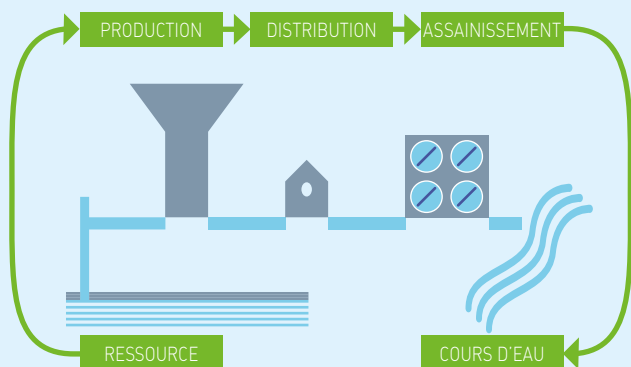 PRODUCTION
DISTRIBUTION
ASSAINISSEMENT
RESSOURCE
COURS D'EAU